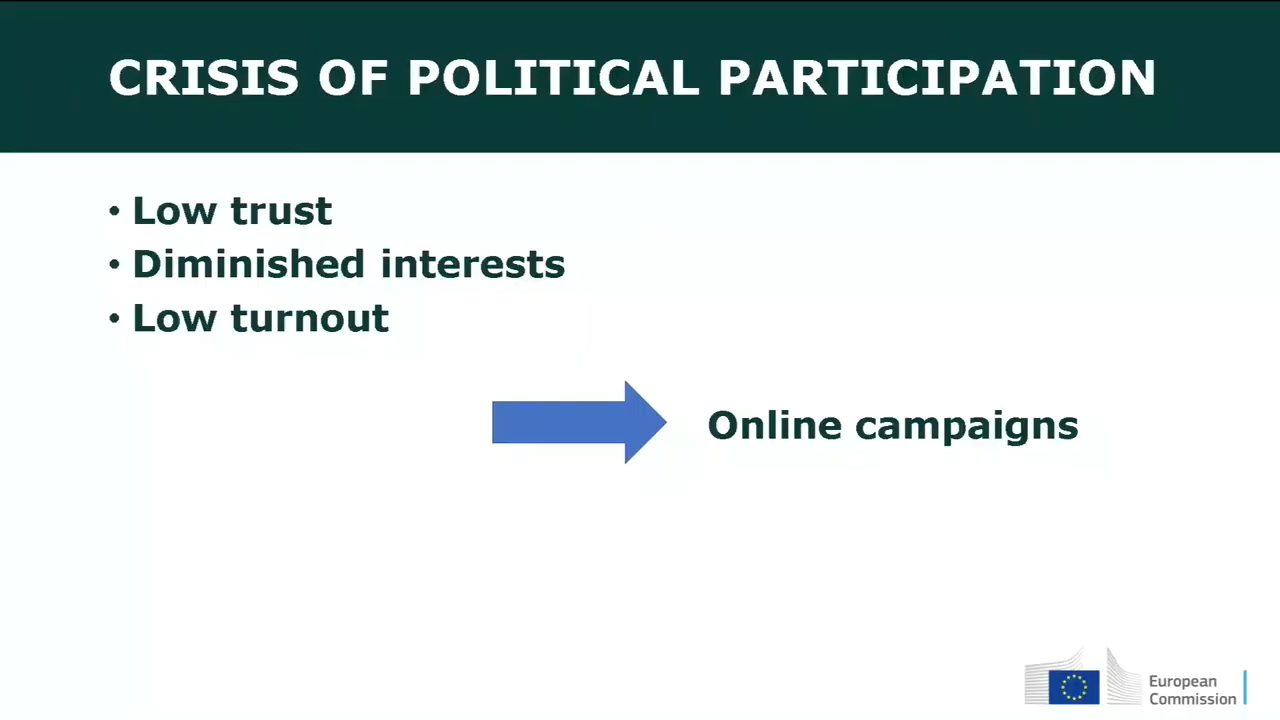 CRISIS OF POLITICAL PARTICIPATION
• Low trust
• Diminished interests
• Low turnout
Online campaigns
European
Commission